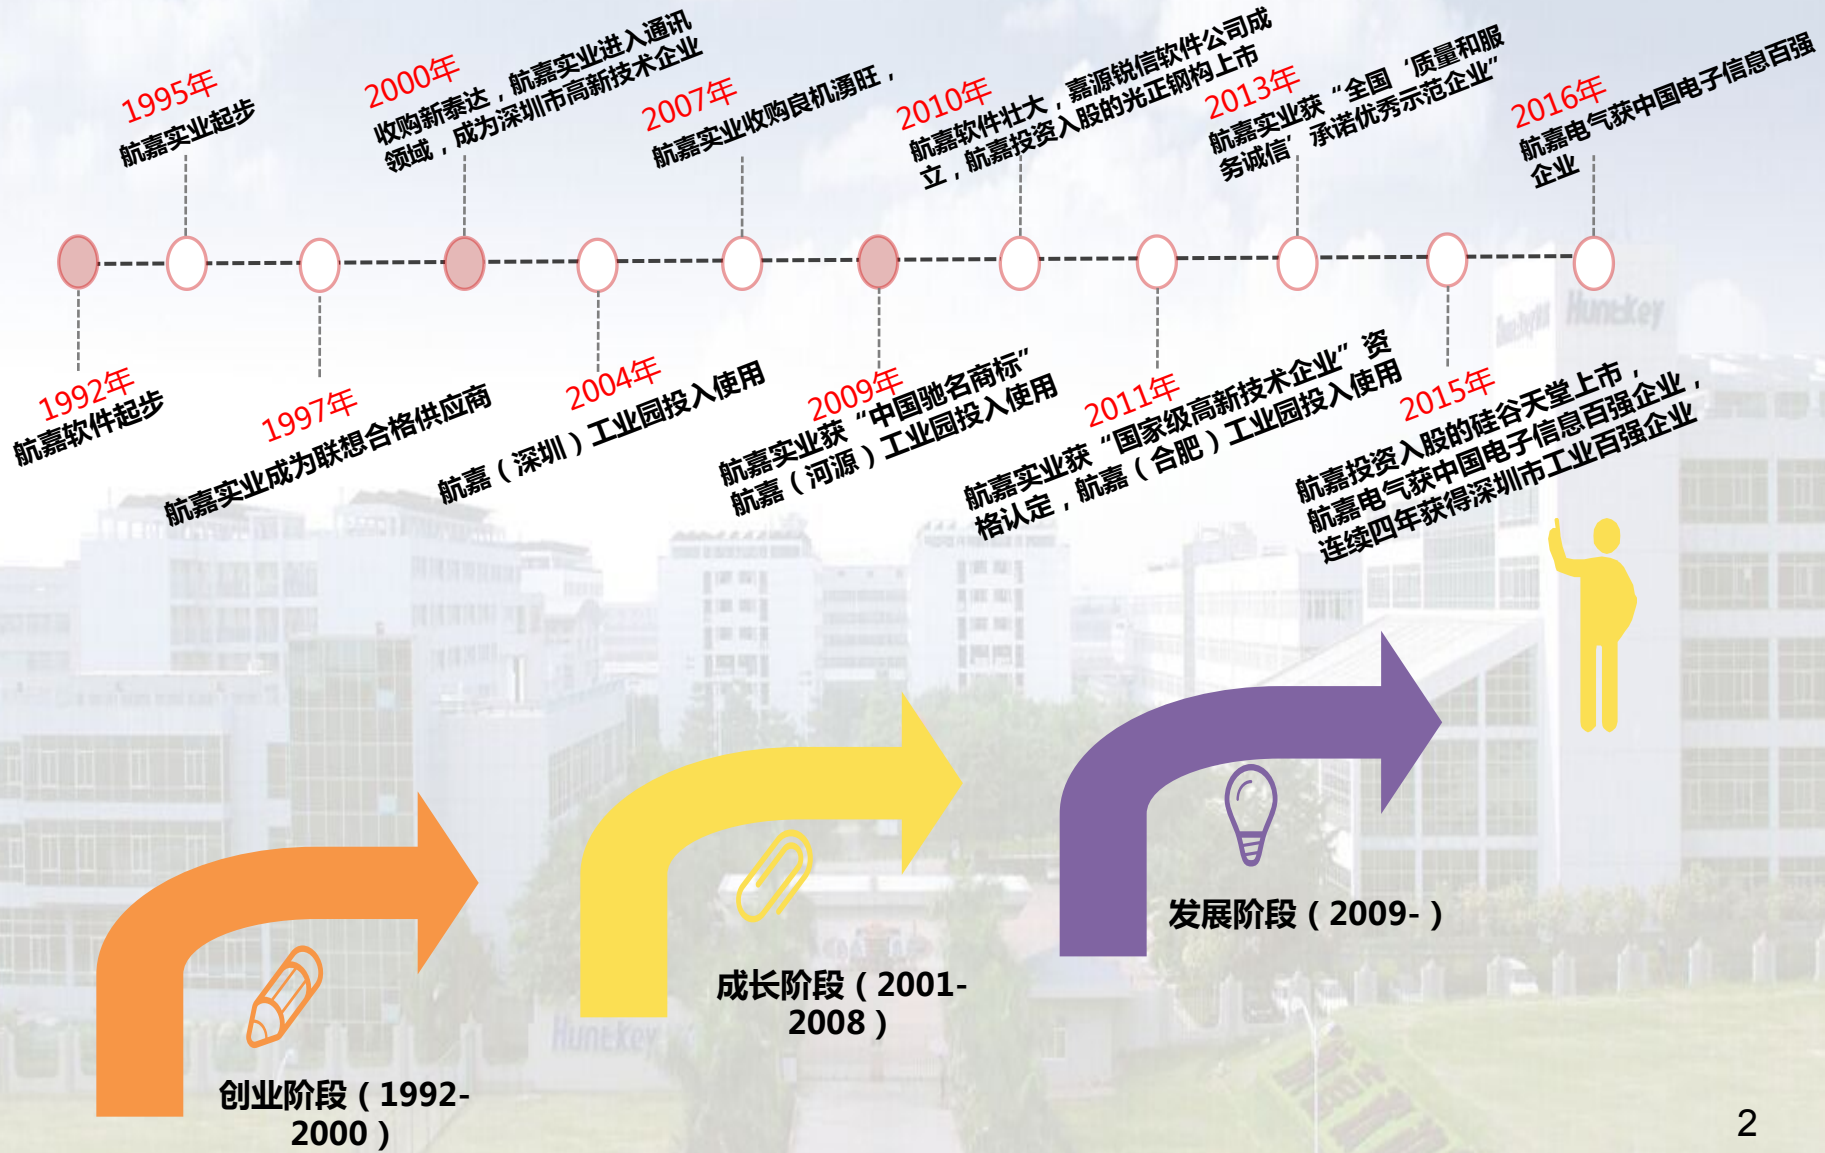 1995年
航嘉实业起步
2000年
收购新泰达，航嘉实业进入通讯
领域，成为深圳市高新技术企业
2007年
航嘉实业收购良机湧旺，
2010年
航嘉软件壮大，嘉源锐信软件公司成
立，航嘉投资入股的光正钢构上市
2013年
航嘉实业获“全国‘质量和服
务诚信’承诺优秀示范企业”
2016年
航嘉电气获中国电子信息百强
企业
1992年
航嘉软件起步
1997年
航嘉实业成为联想合格供应商
2004年
航嘉（深圳）工业园投入使用
2009年
航嘉实业获“中国驰名商标”
航嘉（河源）工业园投入使用
2011年
航嘉实业获“国家级高新技术企业”资
格认定，航嘉（合肥）工业园投入使用
2015年
航嘉投资入股的硅谷天堂上市，
航嘉电气获中国电子信息百强企业，
连续四年获得深圳市工业百强企业
Huntkey
发展阶段（2009-）
成长阶段（2001-
2008）
Huntkey
创业阶段（1992-
2000）
2